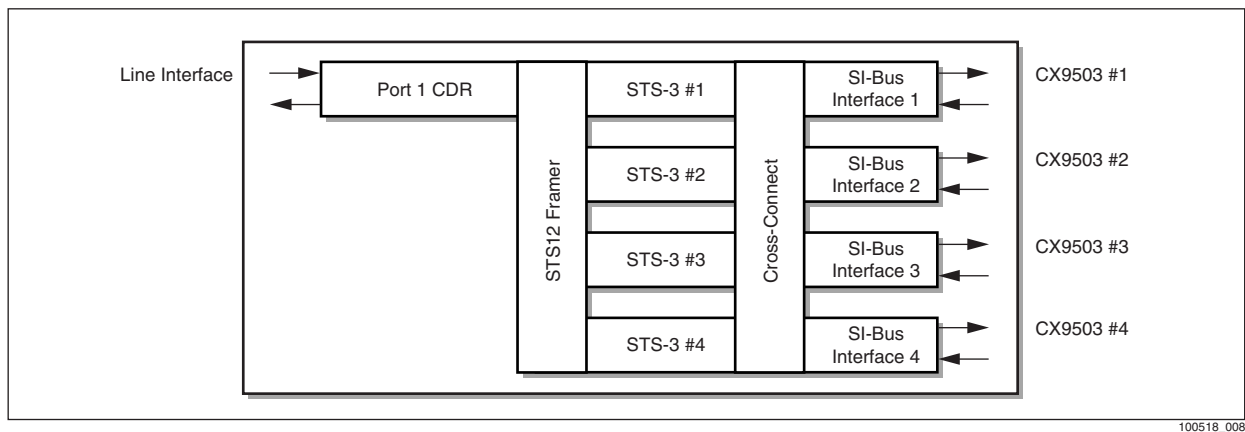 Line Interface
Port 1 CDR
STS12 Framer
STS-3 #1
STS-3 #2
STS-3 #3
STS-3 #4
Cross-Connect
SI-Bus
Interface 1
SI-Bus
Interface 2
SI-Bus
Interface 3
SI-Bus
Interface 4
CX9503 #1
CX9503 #2
CX9503 #3
CX9503 #4
100518_008